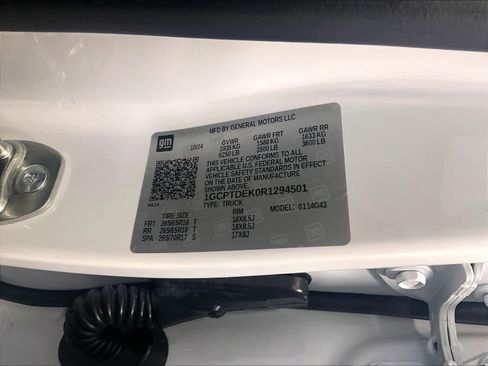 gm
MFD BY GENERAL MOTORS LLC
10/24 GVWR GAWR FRT GAWR RR
2835 KG 1588 KG 1633 KG
6250 LB 3500 LB 3600 LB
THIS VEHICLE CONFORMS TO ALL
APPLICABLE U.S. FEDERAL MOTOR
VEHICLE SAFETY STANDARDS IN
EFFECT ON THE DATE OF MANUFACTURE
SHOWN ABOVE.
1GCPTDEK0R1294501
TYPE: TRUCK MODEL: 0114G43
TIRE SIZE RIM
FRT 265/65R18 T 18X8.5J
RR 265/65R18 T 18X8.5J
SPA 265/70R17 S 17X8J